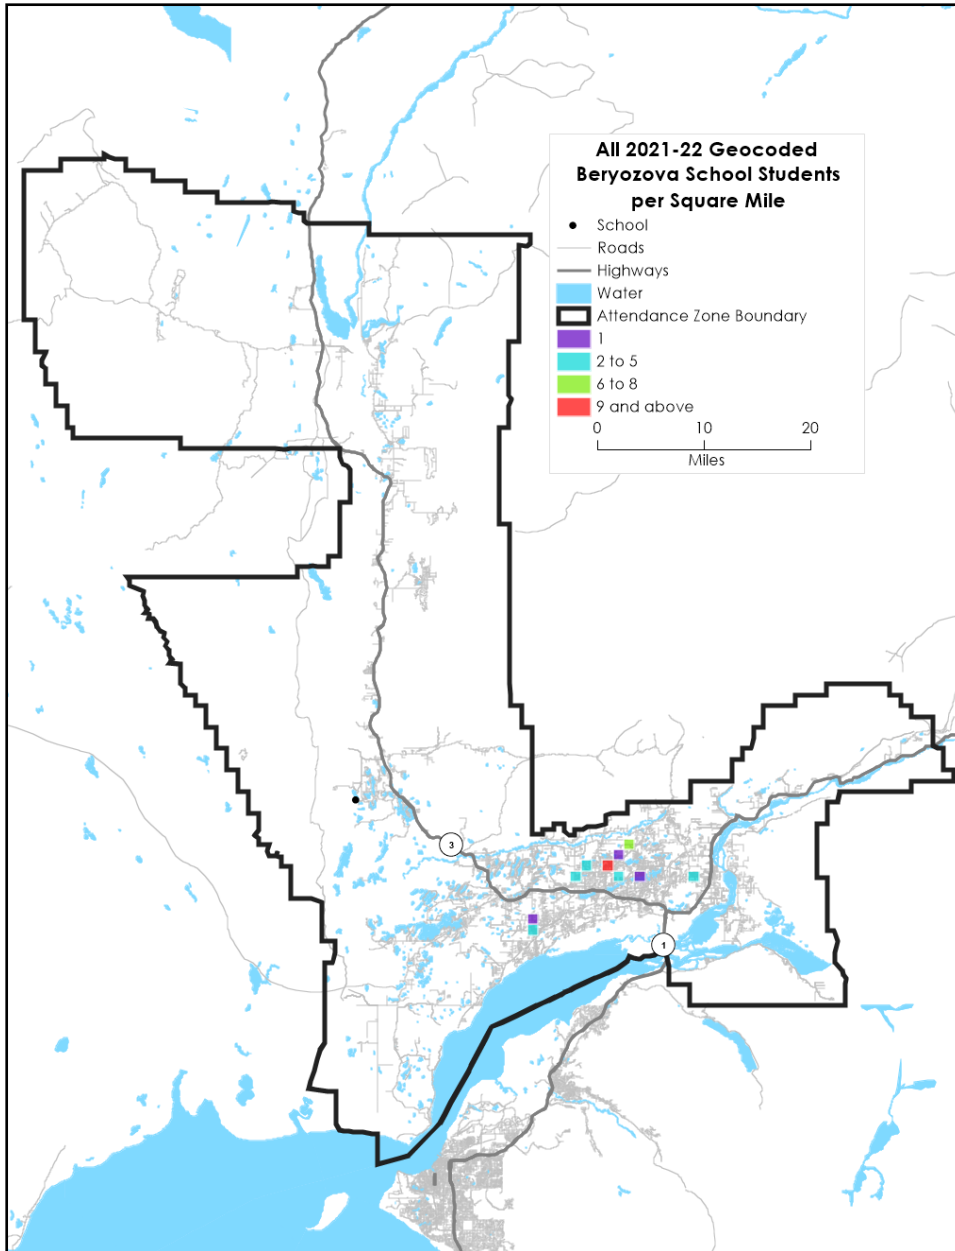 All 2021-22 Geocoded
Beryozova School Students
per Square Mile
School
Roads
Highways
Water
Attendance Zone Boundary
1
2 to 5
6 to 8
9 and above
0 10 20
Miles
3
1